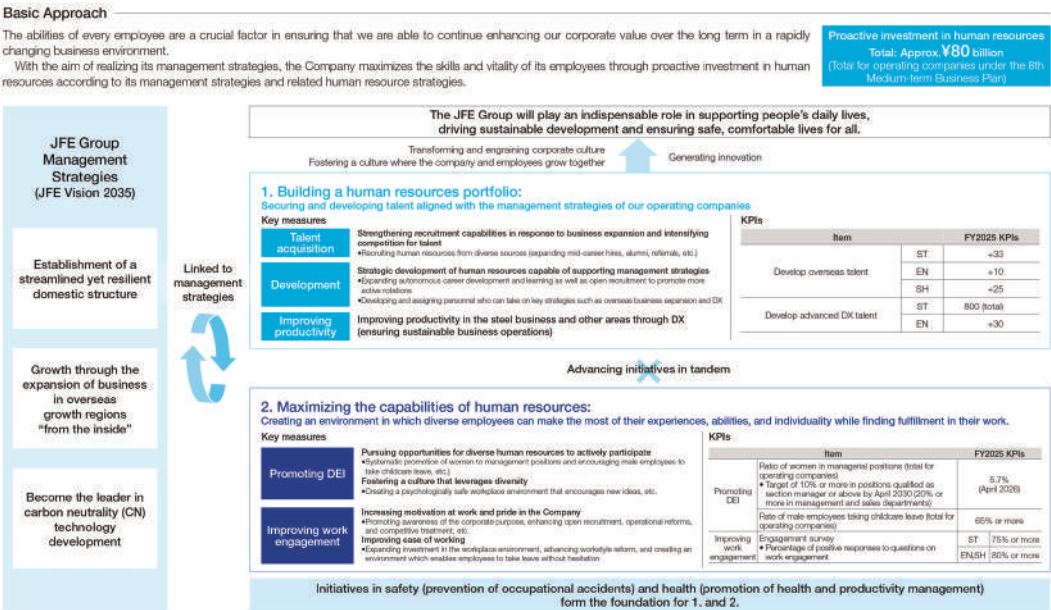 Basic Approach
The abilities of every employee are a crucial factor in ensuring that we are able to continue enhancing our corporate value over the long term in a rapidly
changing business environment.
With the aim of realizing its management strategies, the Company maximizes the skills and vitality of its employees through proactive investment in human
resources according to its management strategies and related human resource strategies.
Proactive investment in human resources
Total: Approx. ¥80 billion
(Total for operating companies under the 8th
Medium-term Business Plan)
JFE Group
Management
Strategies
(JFE Vision 2035)
Establishment of a
streamlined yet resilient
domestic structure
Growth through the
expansion of business
in overseas
growth regions
“from the inside”
Become the leader in
carbon neutrality (CN)
technology
development
Linked to
management
strategies
The JFE Group will play an indispensable role in supporting people’s daily lives,
driving sustainable development and ensuring safe, comfortable lives for all.
Transforming and engraining corporate culture
Fostering a culture where the company and employees grow together
Generating innovation
1. Building a human resources portfolio:
Securing and developing talent aligned with the management strategies of our operating companies
Key measures
Talent
acquisition
Strengthening recruitment capabilities in response to business expansion and intensifying
competition for talent
•Recruiting human resources from diverse sources (expanding mid-career hires, alumni, referrals, etc.)
Development
Strategic development of human resources capable of supporting management strategies
•Expanding autonomous career development and learning as well as open recruitment to promote more
active rotations
•Developing and assigning personnel who can take on key strategies such as overseas business expansion and DX
Improving
productivity
Improving productivity in the steel business and other areas through DX
(ensuring sustainable business operations)
KPIs
Item FY2025 KPIs
Develop overseas talent ST +33
EN +10
SH +25
Develop advanced DX talent ST 800 (total)
EN +30
Advancing initiatives in tandem
2. Maximizing the capabilities of human resources:
Creating an environment in which diverse employees can make the most of their experiences, abilities, and individuality while finding fulfillment in their work.
Key measures
Promoting DEI
Pursuing opportunities for diverse human resources to actively participate
•Systematic promotion of women to management positions and encouraging male employees to
take childcare leave, etc.)
Fostering a culture that leverages diversity
•Creating a psychologically safe workplace environment that encourages new ideas, etc.
Improving work
engagement
Increasing motivation at work and pride in the Company
•Promoting awareness of the corporate purpose, enhancing open recruitment, operational reforms,
and competitive treatment, etc.
Improving ease of working
•Expanding investment in the workplace environment, advancing workstyle reform, and creating an
environment which enables employees to take leave without hesitation
KPIs
Item FY2025 KPIs
Promoting
DEI
Ratio of women in managerial positions (total for
operating companies)
♦ Target of 10% or more in positions qualified as
section manager or above by April 2030 (20% or
more in management and sales departments)
5.7%
(April 2026)
Rate of male employees taking childcare leave (total for
operating companies)
65% or more
Improving
work
engagement
Engagement survey
♦ Percentage of positive responses to questions on
work engagement
ST 75% or more
EN,SH 80% or more
Initiatives in safety (prevention of occupational accidents) and health (promotion of health and productivity management)
form the foundation for 1. and 2.